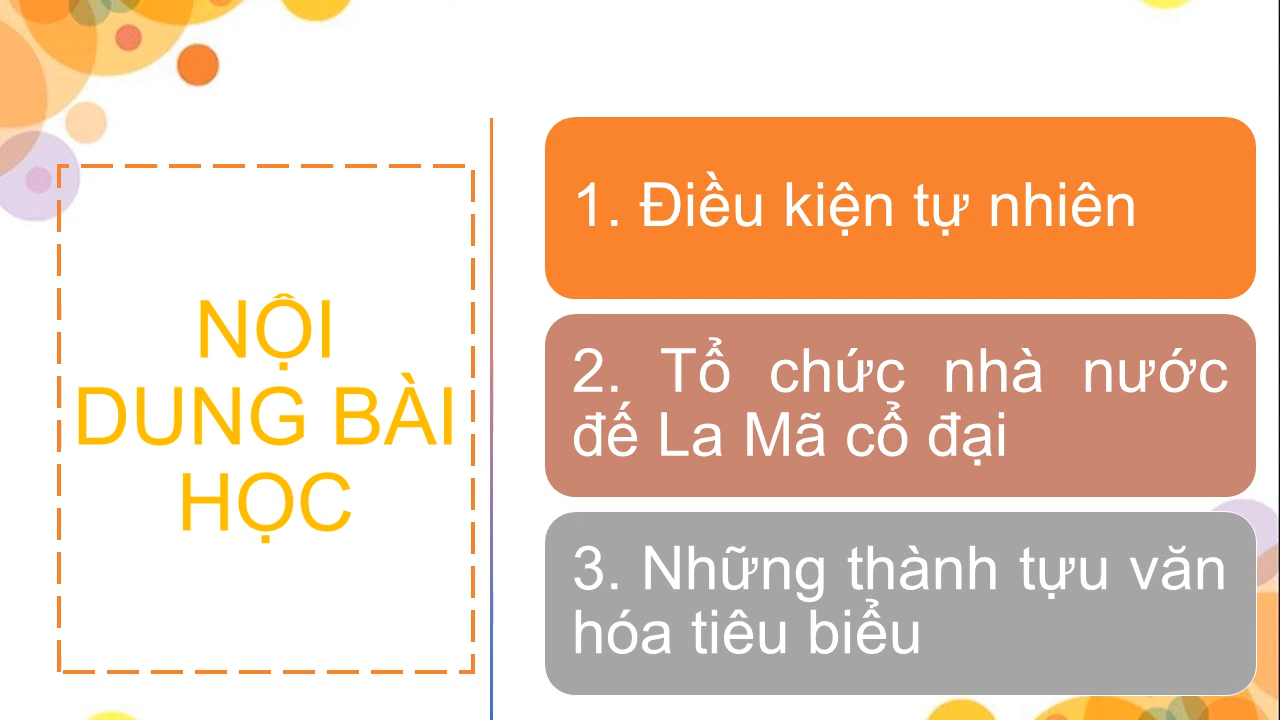 NỘI
DUNG BÀI
HỌC
1. Điều kiện tự nhiên
2. Tổ chức nhà nước
đế La Mã cổ đại
3. Những thành tựu văn
hóa tiêu biểu